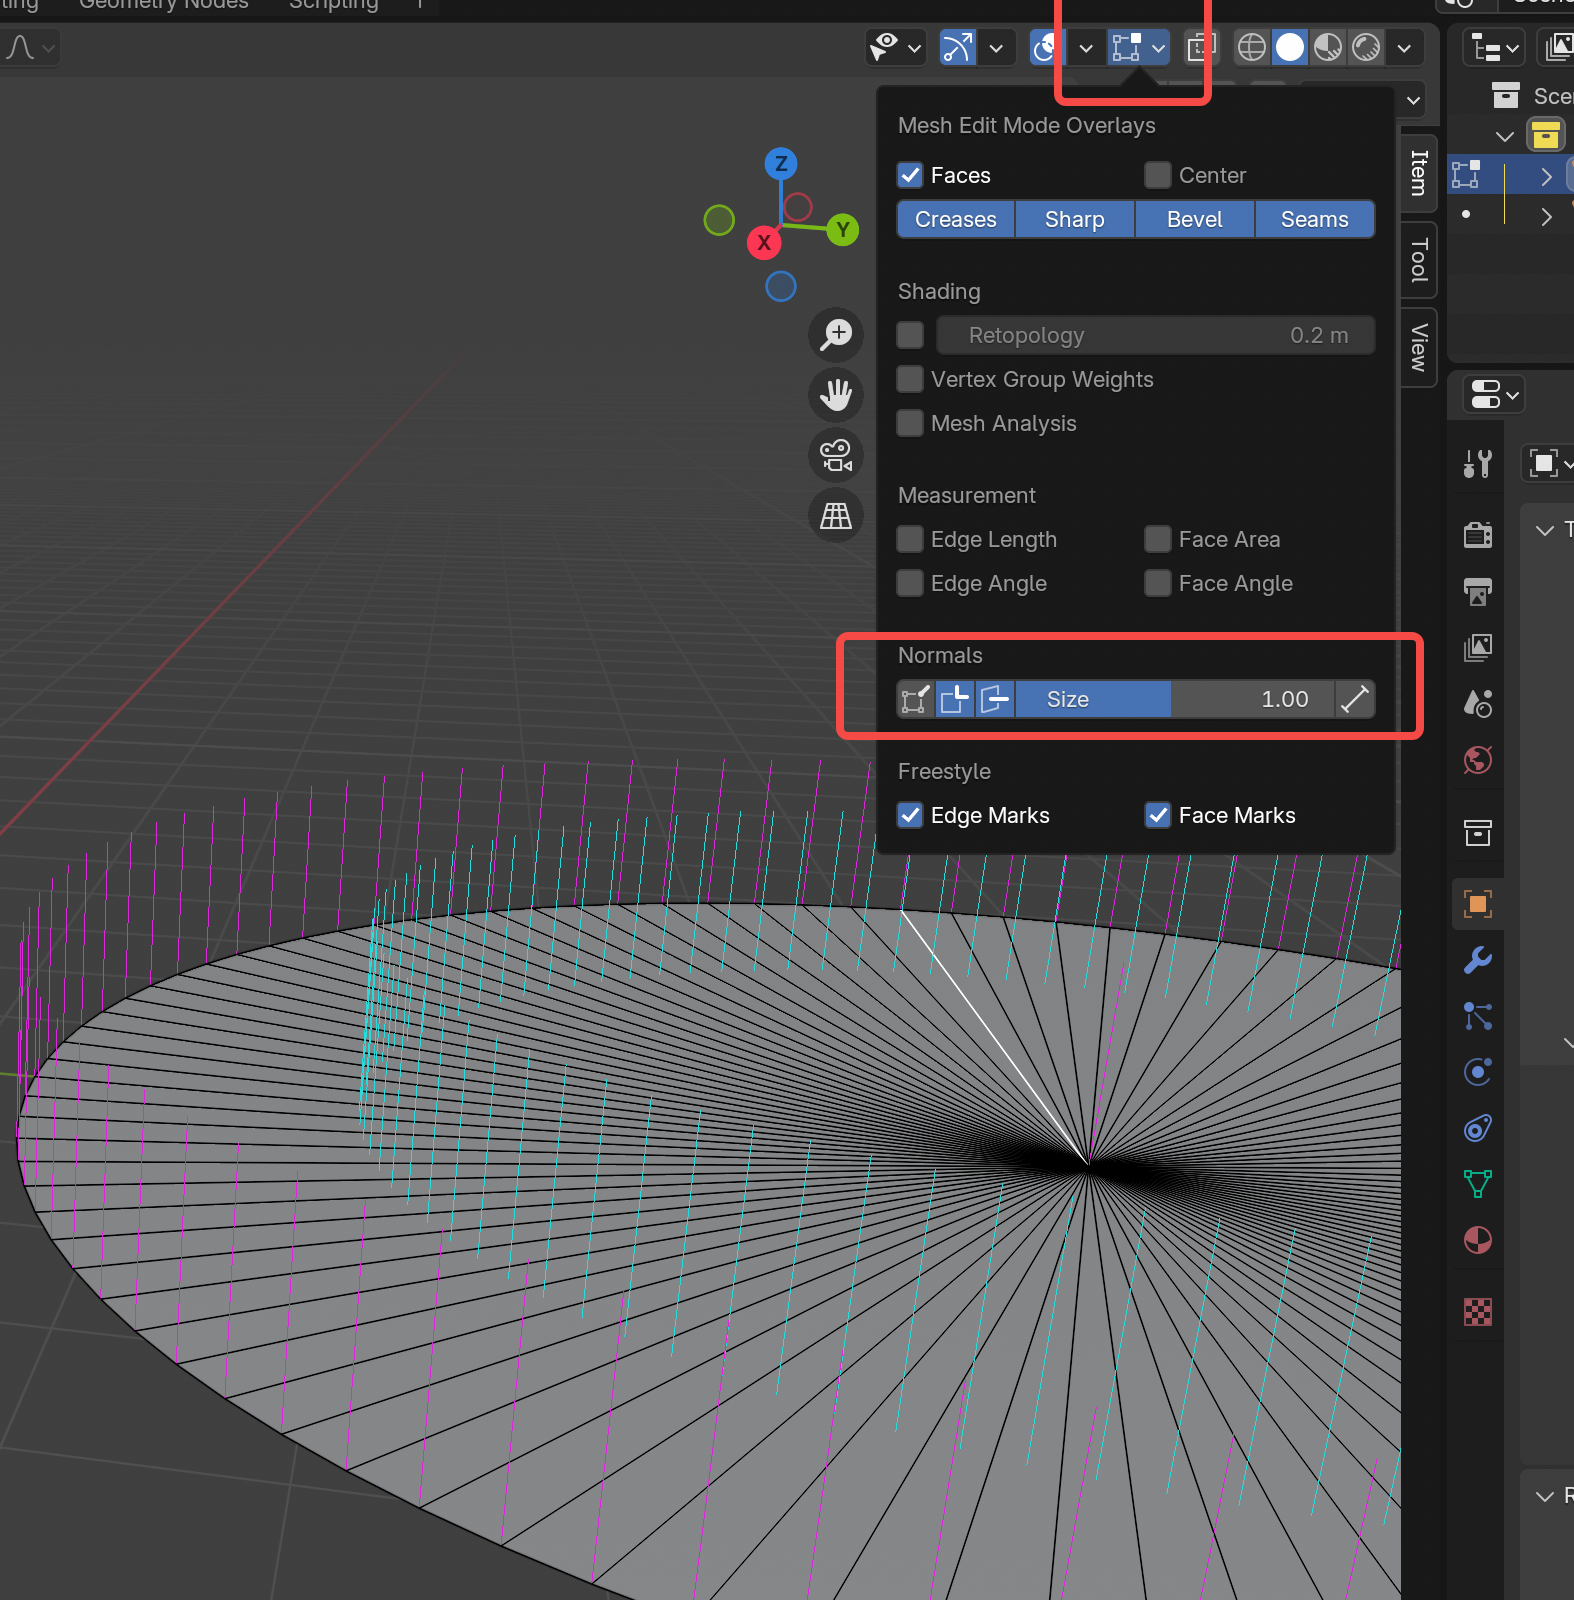 Geometry Nodes Scripting
Mesh Edit Mode Overlays
Faces Center
Creases Sharp Bevel Seams
Shading
Retopology 0.2 m
Vertex Group Weights
Mesh Analysis
Measurement
Edge Length Face Area
Edge Angle Face Angle
Normals
Size 1.00
Freestyle
Edge Marks Face Marks
Z
Y
X
Item
Tool
View